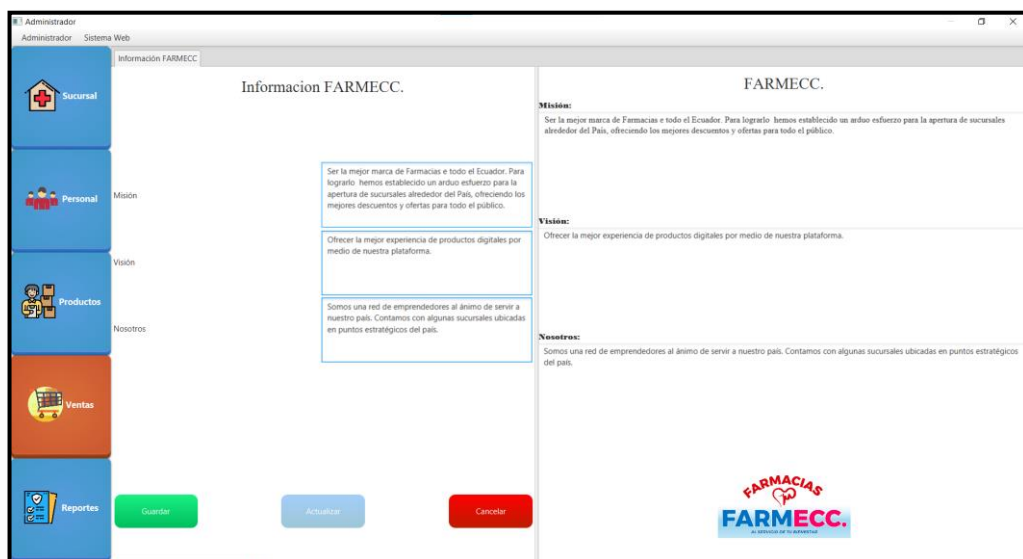 Administrador
Administrador Sistema Web
Sucursal
Personal
Productos
Ventas
Reportes
Información FARMECC
Informacion FARMECC.
Misión
Ser la mejor marca de Farmacias e todo el Ecuador. Para
lograrlo hemos establecido un arduo esfuerzo para la
apertura de sucursales alrededor del País, ofreciendo los
mejores descuentos y ofertas para todo el público.
Visión
Ofrecer la mejor experiencia de productos digitales por
medio de nuestra plataforma.
Nosotros
Somos una red de emprendedores al ánimo de servir a
nuestro país. Contamos con algunas sucursales ubicadas
en puntos estratégicos del país.
Guardar
Actualizar
Cancelar
FARMECC.
Misión:
Ser la mejor marca de Farmacias e todo el Ecuador. Para lograrlo hemos establecido un arduo esfuerzo para la apertura de sucursales
alrededor del País, ofreciendo los mejores descuentos y ofertas para todo el público.
Visión:
Ofrecer la mejor experiencia de productos digitales por medio de nuestra plataforma.
Nosotros:
Somos una red de emprendedores al ánimo de servir a nuestro país. Contamos con algunas sucursales ubicadas en puntos estratégicos
del país.
FARMACIAS
FARMECC.
AL SERVICIO DE TU BIENESTAR